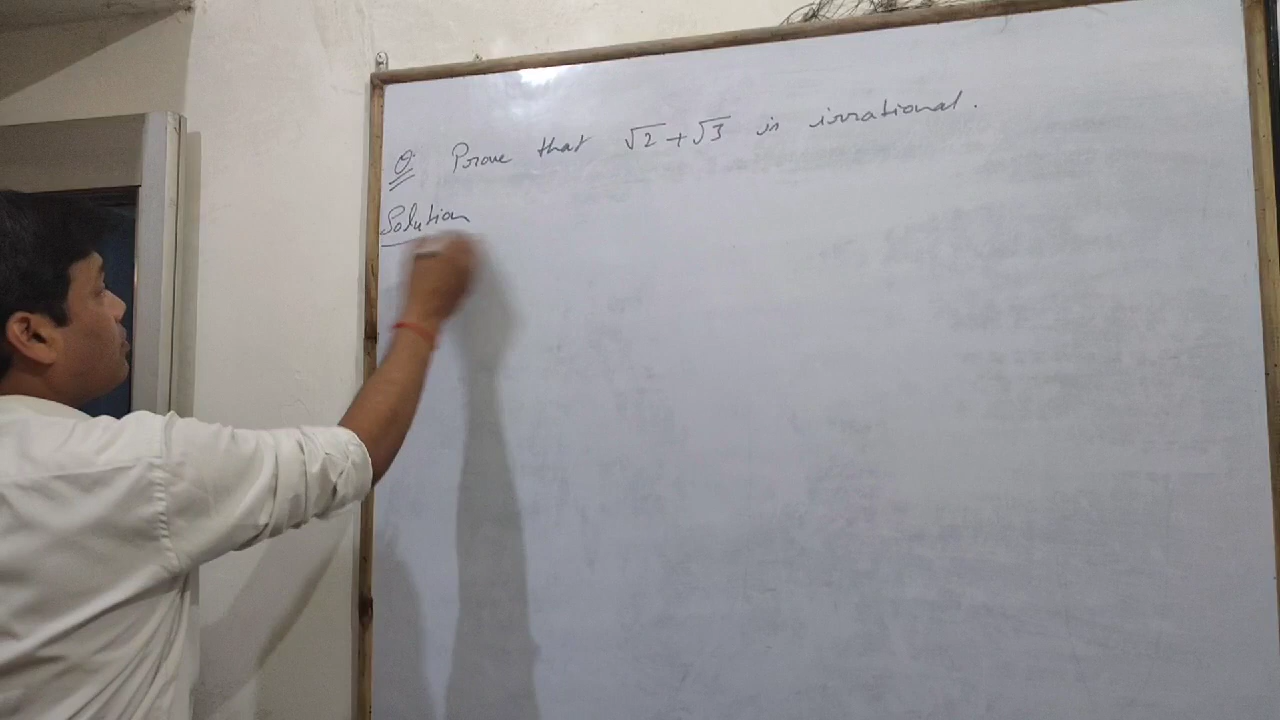 Q Prove that √2 + √3 is irrational.
Solution